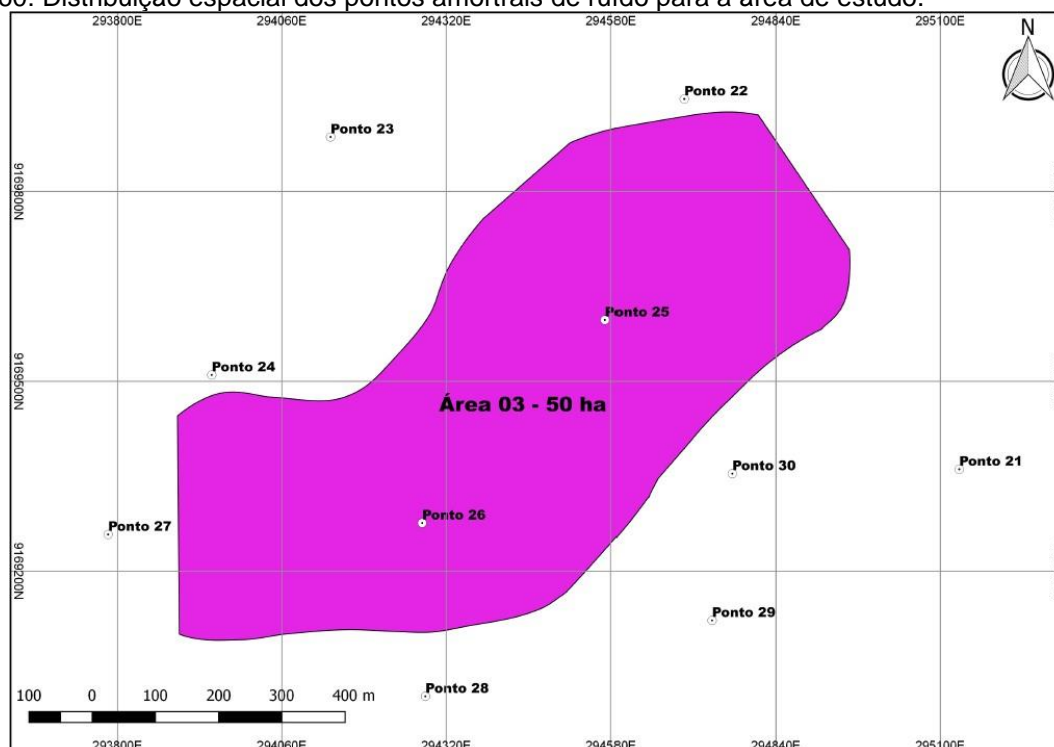 60. Distribuição espacial dos pontos amortrais de ruído para a área de estudo.
293800E 294060E 294320E 294580E 294840E 295100E
N
Ponto 22
Ponto 23
9169800N
Ponto 25
Ponto 24
9169500N
Área 03 - 50 ha
Ponto 30
Ponto 21
Ponto 26
Ponto 27
9169200N
Ponto 29
Ponto 28
100 0 100 200 300 400 m
293800E 294060E 294320E 294580E 294840E 295100E